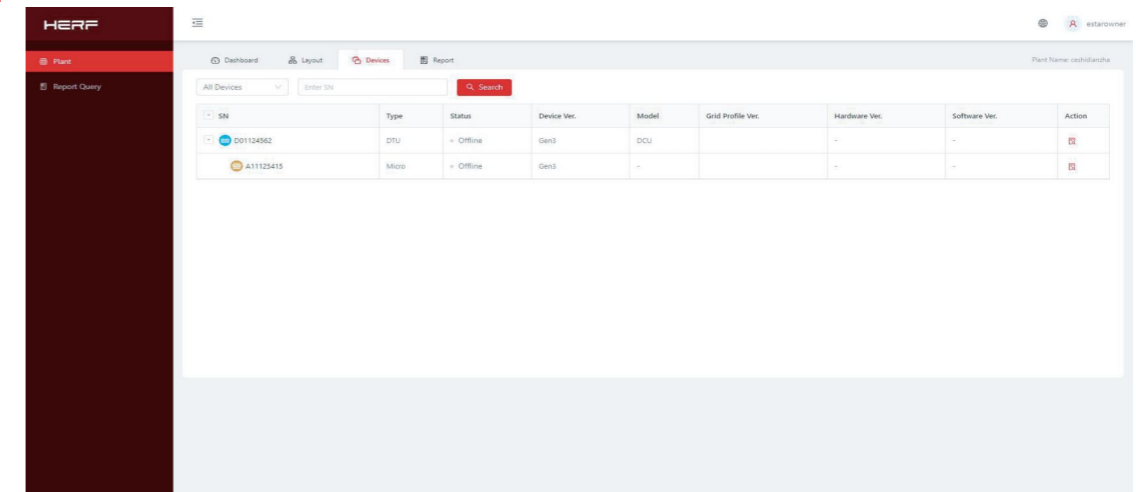 HERF
estarowner
Plant
Report Query
Dashboard Layout Devices Report
Plant Name: ceshidianzha
All Devices Enter SN Search
SN Type Status Device Ver. Model Grid Profile Ver. Hardware Ver. Software Ver. Action
D01124562 DTU Offline Gen3 DCU - -
A11125415 Micro Offline Gen3 - - -